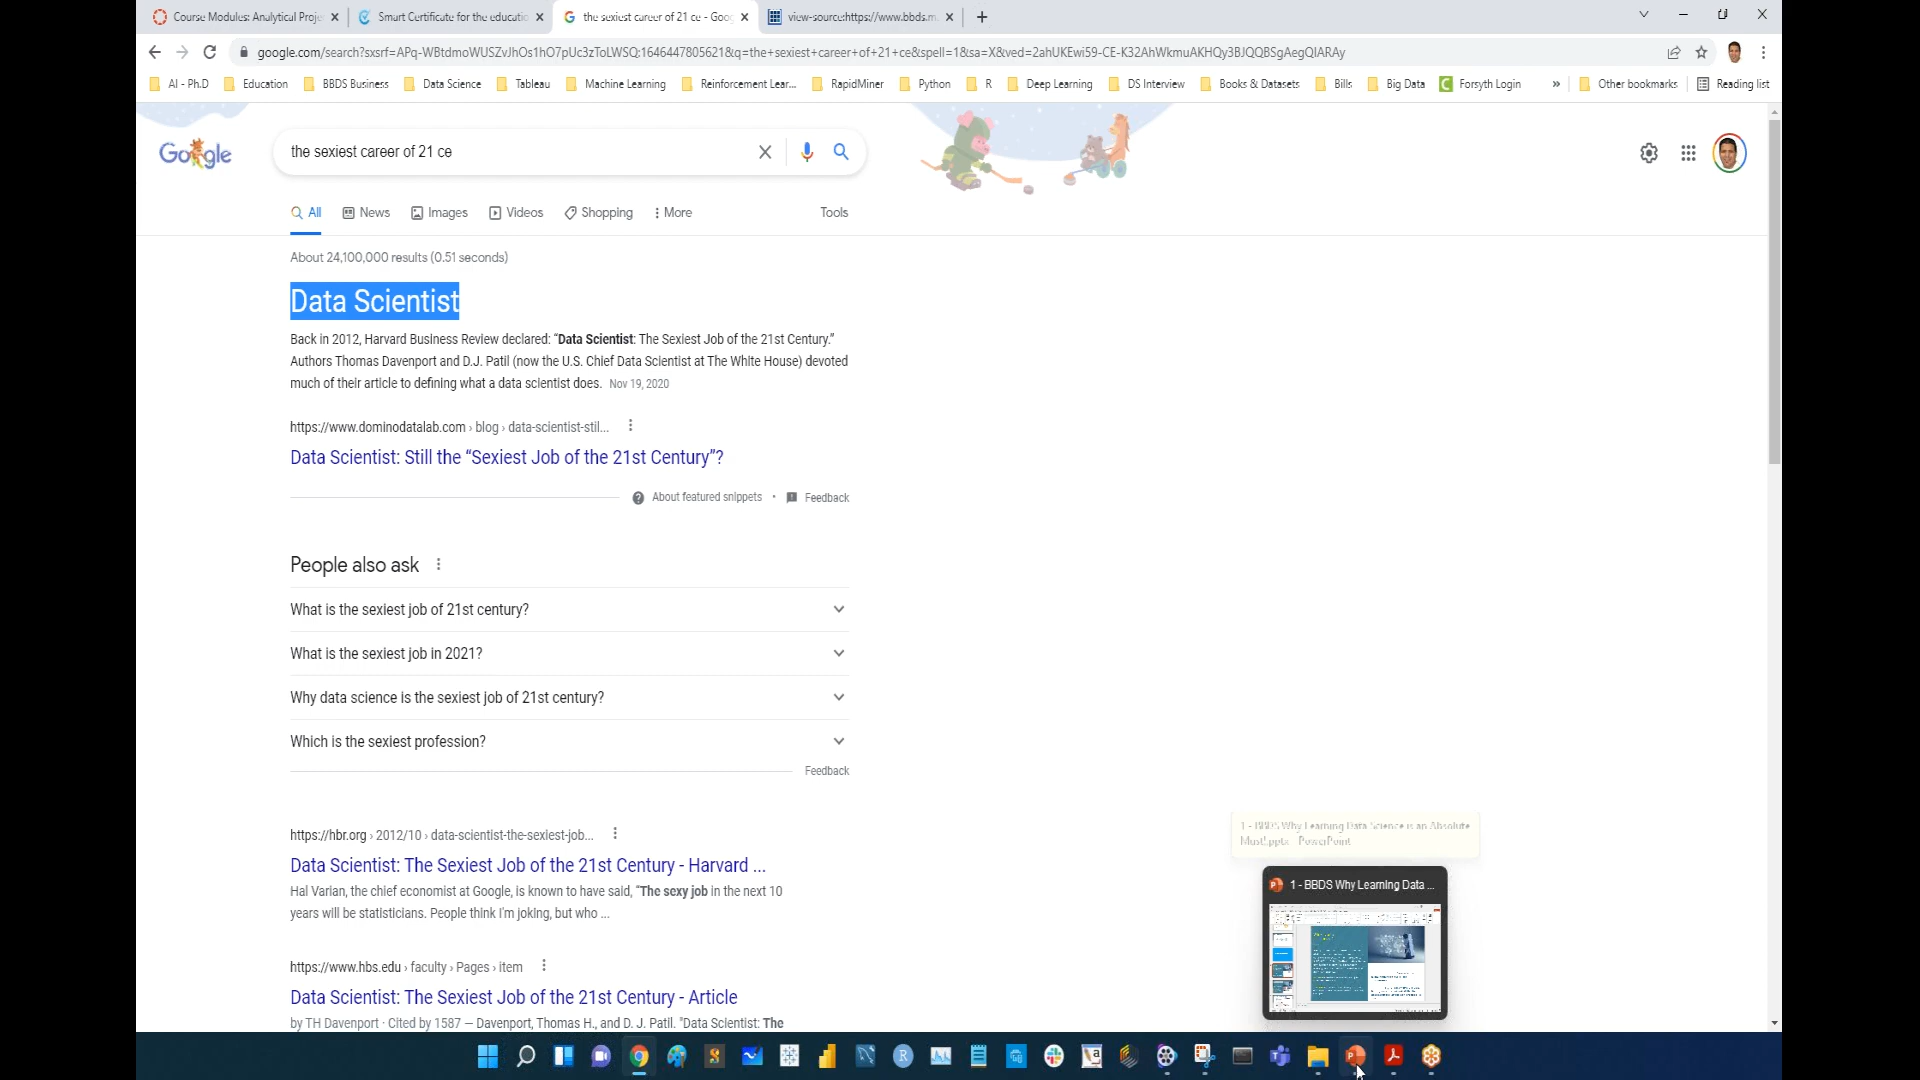 Course Modules: Analytical Proje
Smart Certificate for the educatio
the sexiest career of 21 ce - Goo
view-source:https://www.bbds.m
google.com/search?sxsrf=APq-WBtdmoWUSZvJhOs1hO7pUc3zToLWSQ:1646447805621&q=the+sexiest+career+of+21+ce&spell=1&sa=X&ved=2ahUKEwi59-CE-K32AhWkmuAKHQy3BJQQBSgAegQIARAy
AI - Ph.D
Education
BBDS Business
Data Science
Tableau
Machine Learning
Reinforcement Lear...
RapidMiner
Python
R
Deep Learning
DS Interview
Books & Datasets
Bills
Big Data
Forsyth Login
»
Other bookmarks
Reading list
Google
the sexiest career of 21 ce
All
News
Images
Videos
Shopping
More
Tools
About 24,100,000 results (0.51 seconds)
Data Scientist
Back in 2012, Harvard Business Review declared: “Data Scientist: The Sexiest Job of the 21st Century.”
Authors Thomas Davenport and D.J. Patil (now the U.S. Chief Data Scientist at The White House) devoted
much of their article to defining what a data scientist does. Nov 19, 2020
https://www.dominodatalab.com › blog › data-scientist-stil...
Data Scientist: Still the “Sexiest Job of the 21st Century”?
About featured snippets • Feedback
People also ask
What is the sexiest job of 21st century?
What is the sexiest job in 2021?
Why data science is the sexiest job of 21st century?
Which is the sexiest profession?
Feedback
https://hbr.org › 2012/10 › data-scientist-the-sexiest-job...
Data Scientist: The Sexiest Job of the 21st Century - Harvard ...
Hal Varian, the chief economist at Google, is known to have said, “The sexy job in the next 10
years will be statisticians. People think I'm joking, but who ...
https://www.hbs.edu › faculty › Pages › item
Data Scientist: The Sexiest Job of the 21st Century - Article
by TH Davenport · Cited by 1587 — Davenport, Thomas H., and D. J. Patil. "Data Scientist: The
1 - BBDS Why Learning Data Science is an Absolute
Must!.pptx - PowerPoint
1 - BBDS Why Learning Data ...